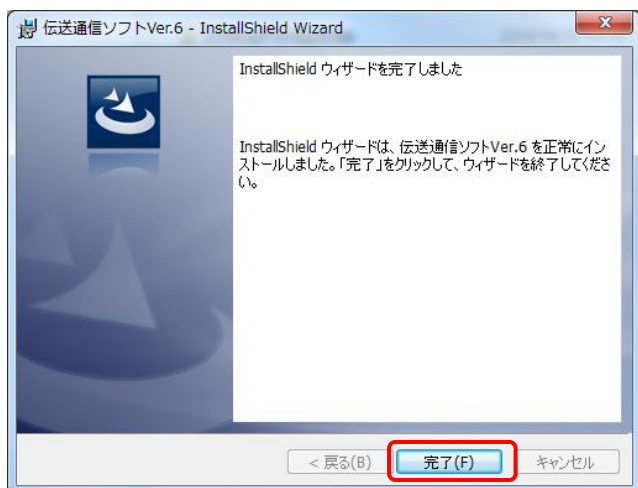 伝送通信ソフトVer.6 - InstallShield Wizard
InstallShield ウィザードを完了しました
InstallShield ウィザードは、伝送通信ソフトVer.6 を正常にイン
ストールしました。「完了」をクリックして、ウィザードを終了してくださ
い。
< 戻る(B)
完了(F)
キャンセル